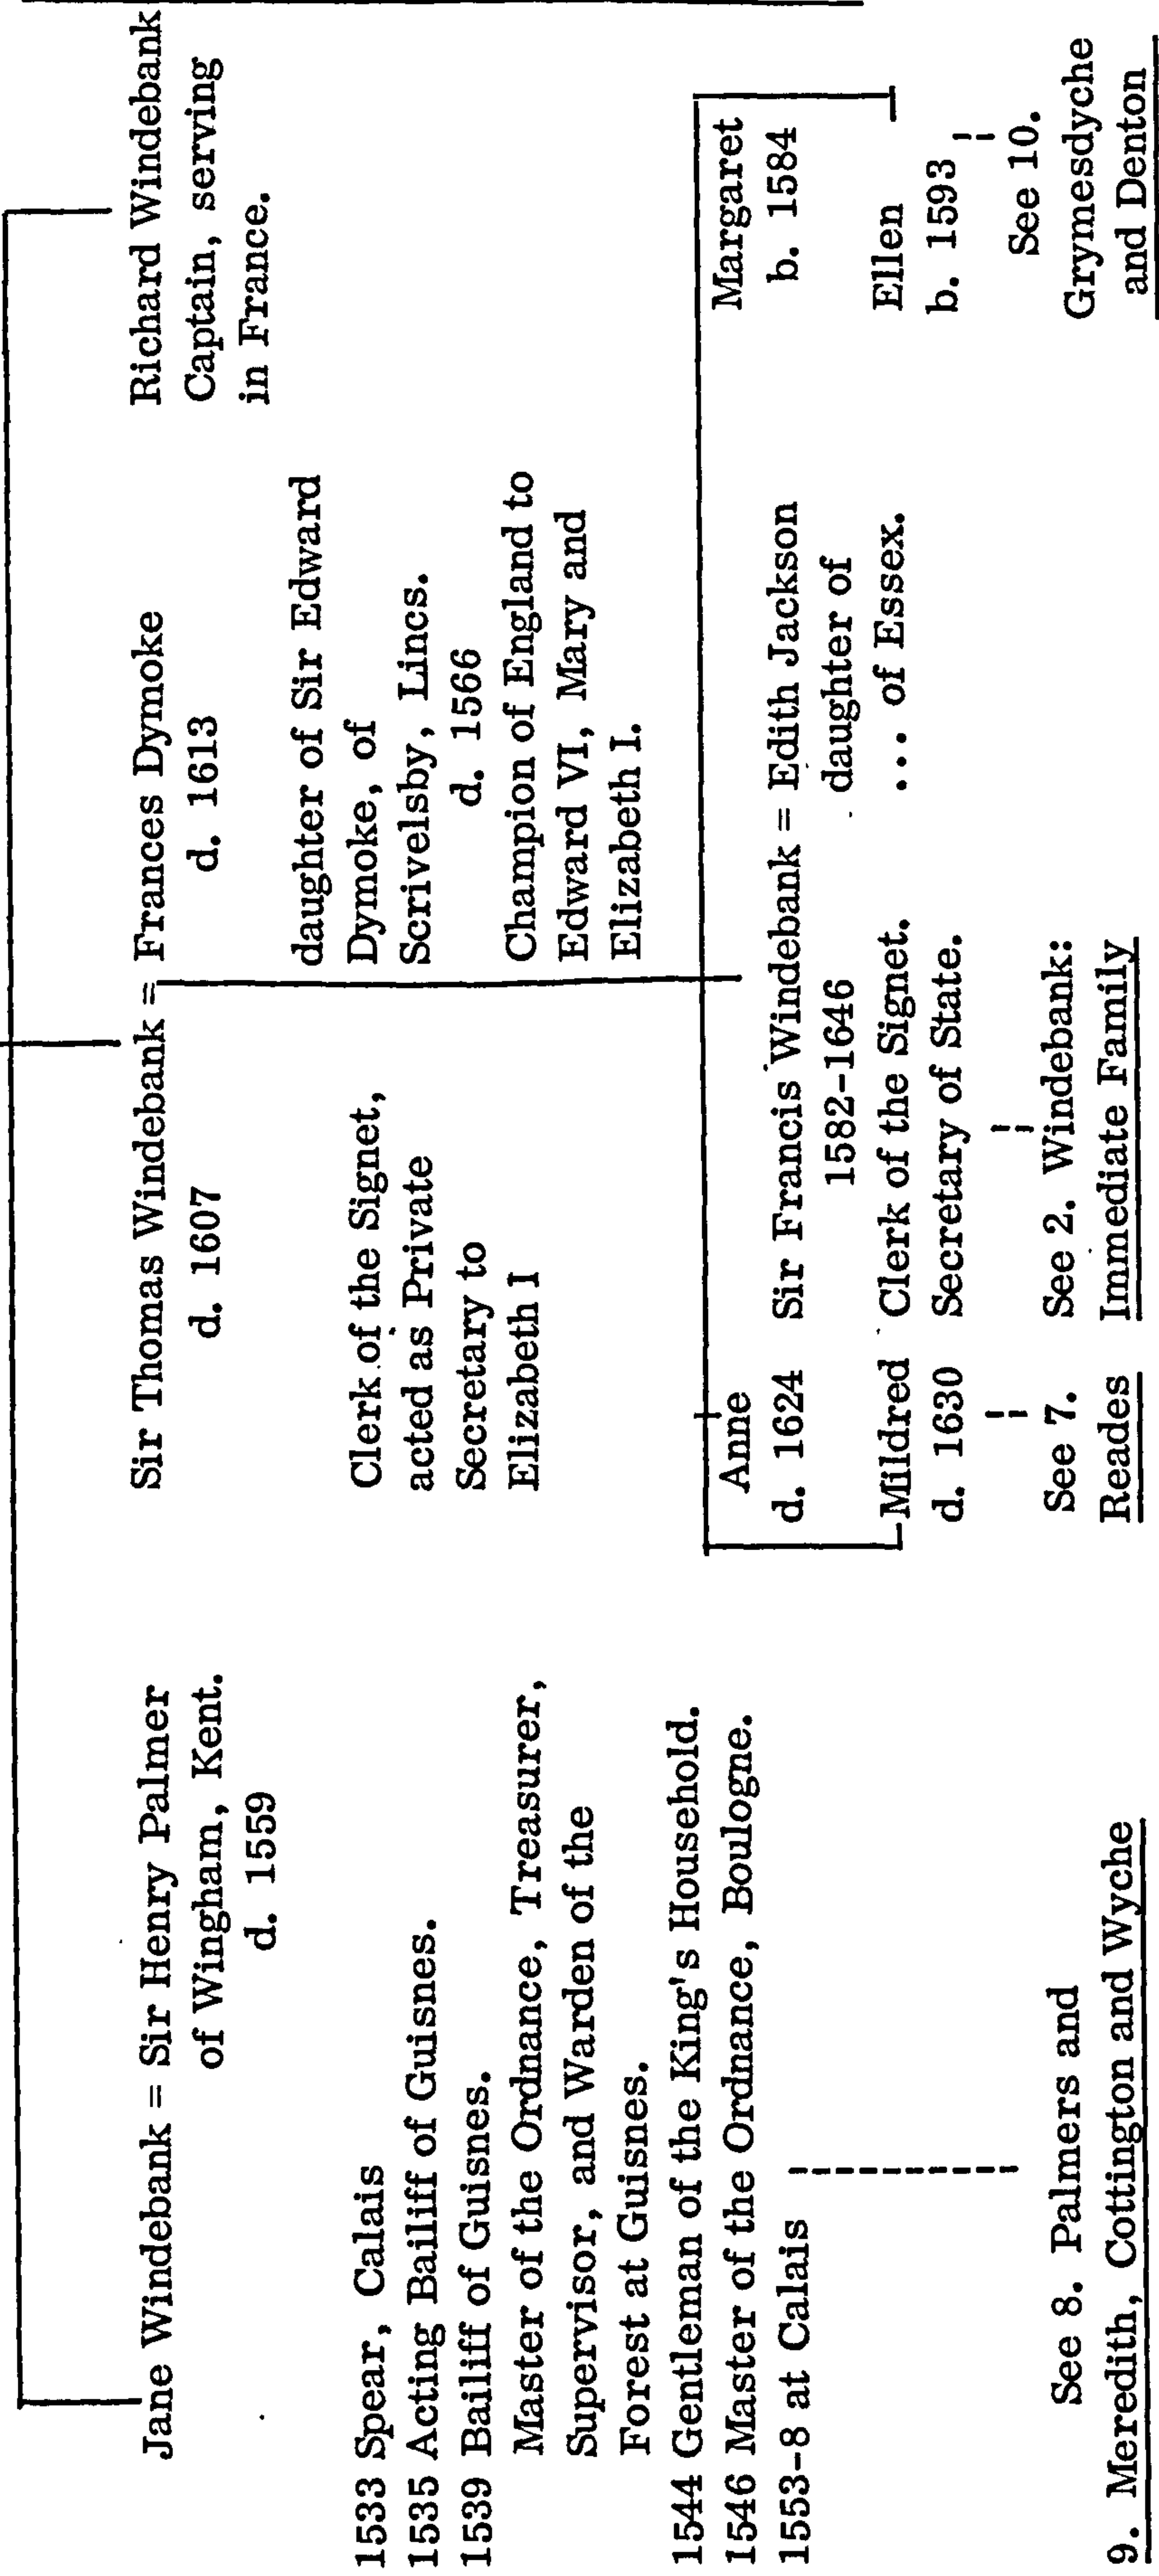 Jane Windebank = Sir Henry Palmer
of Wingham, Kent.
d. 1559
1533 Spear, Calais
1535 Acting Bailiff of Guisnes.
1539 Bailiff of Guisnes.
Master of the Ordnance, Treasurer,
Supervisor, and Warden of the
Forest at Guisnes.
1544 Gentleman of the King's Household.
1546 Master of the Ordnance, Boulogne.
1553-8 at Calais
See 8. Palmers and
9. Meredith, Cottington and Wyche
Sir Thomas Windebank = Frances Dymoke
d. 1607
d. 1613
Clerk of the Signet,
acted as Private
Secretary to
Elizabeth I
daughter of Sir Edward
Dymoke, of
Scrivelsby, Lincs.
d. 1566
Champion of England to
Edward VI, Mary and
Elizabeth I.
Richard Windebank
Captain, serving
in France.
Anne
d. 1624
Mildred
d. 1630
See 7.
Reades
Sir Francis Windebank = Edith Jackson
1582-1646
Clerk of the Signet.
Secretary of State.
See 2. Windebank:
Immediate Family
daughter of
... of Essex.
Margaret
b. 1584
Ellen
b. 1593
See 10.
Grymesdyche
and Denton